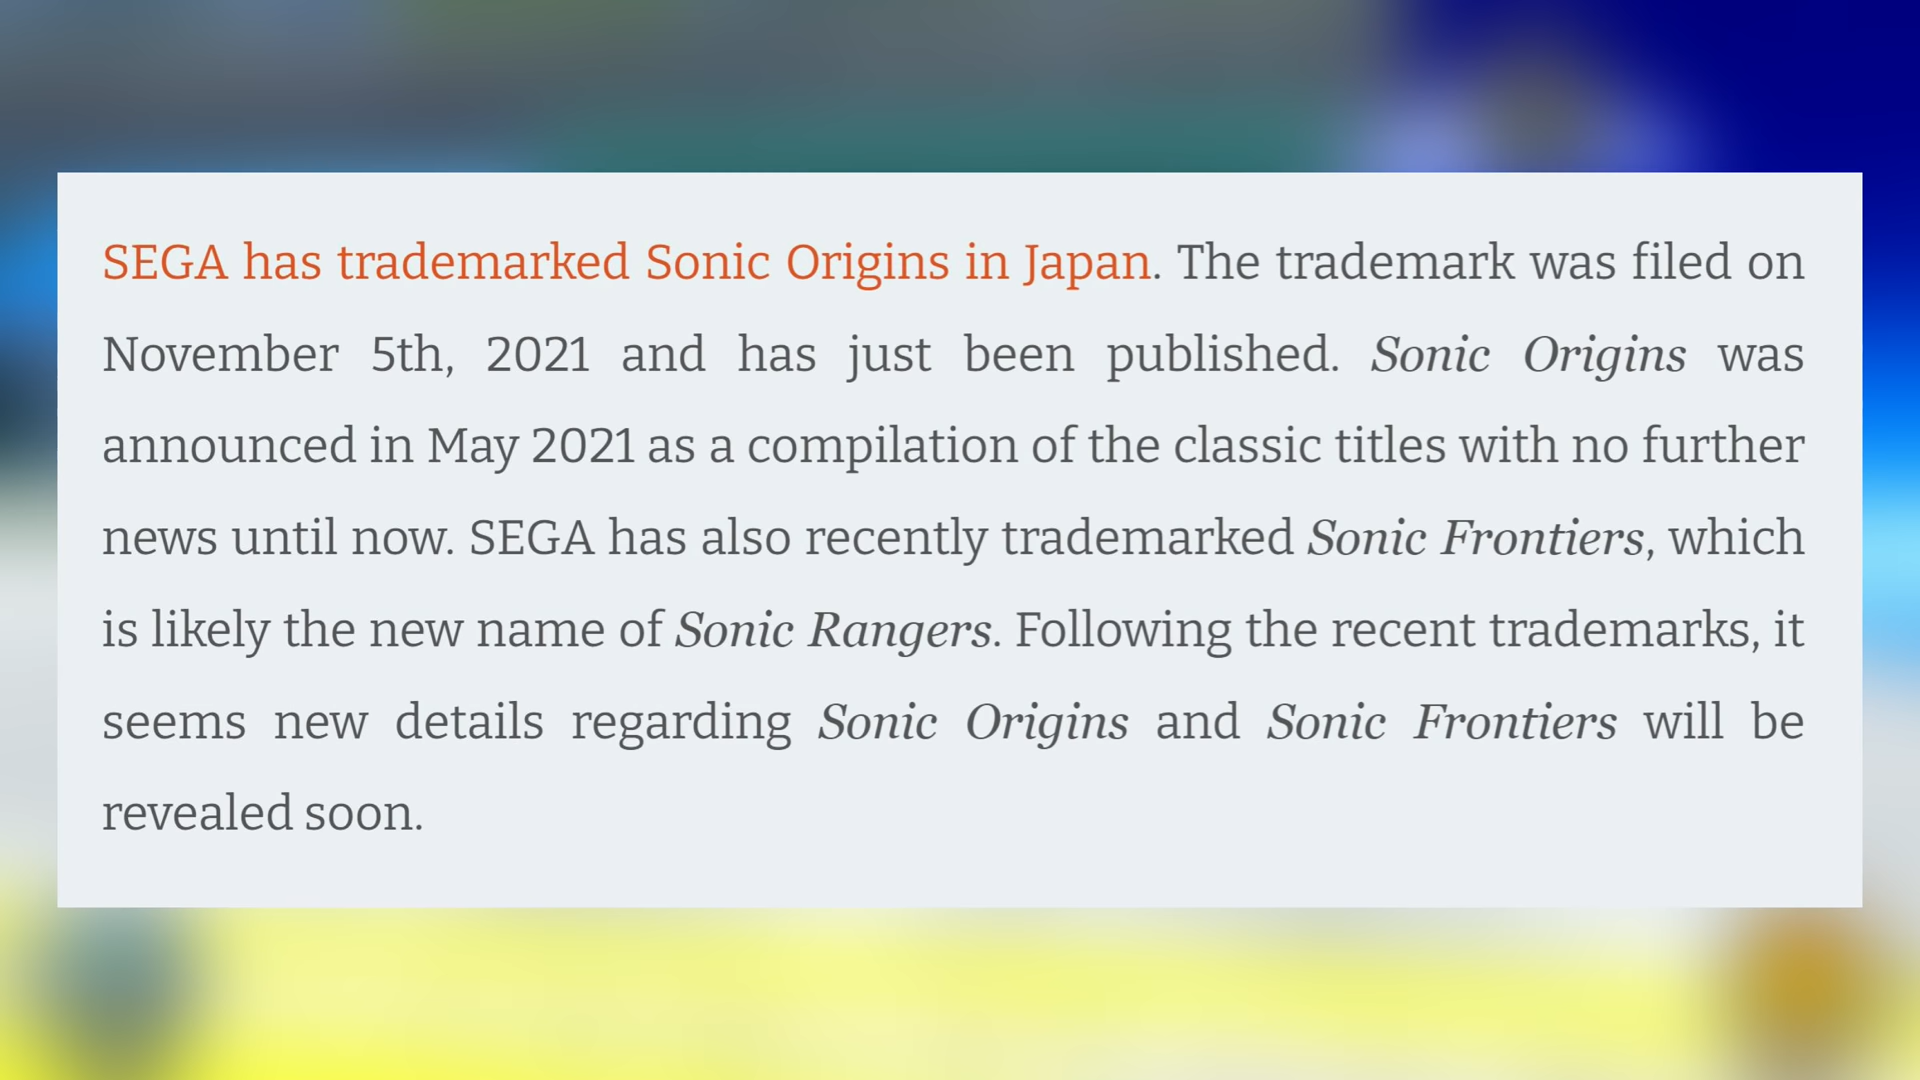 SEGA has trademarked Sonic Origins in Japan. The trademark was filed on
November 5th, 2021 and has just been published. Sonic Origins was
announced in May 2021 as a compilation of the classic titles with no further
news until now. SEGA has also recently trademarked Sonic Frontiers, which
is likely the new name of Sonic Rangers. Following the recent trademarks, it
seems new details regarding Sonic Origins and Sonic Frontiers will be
revealed soon.